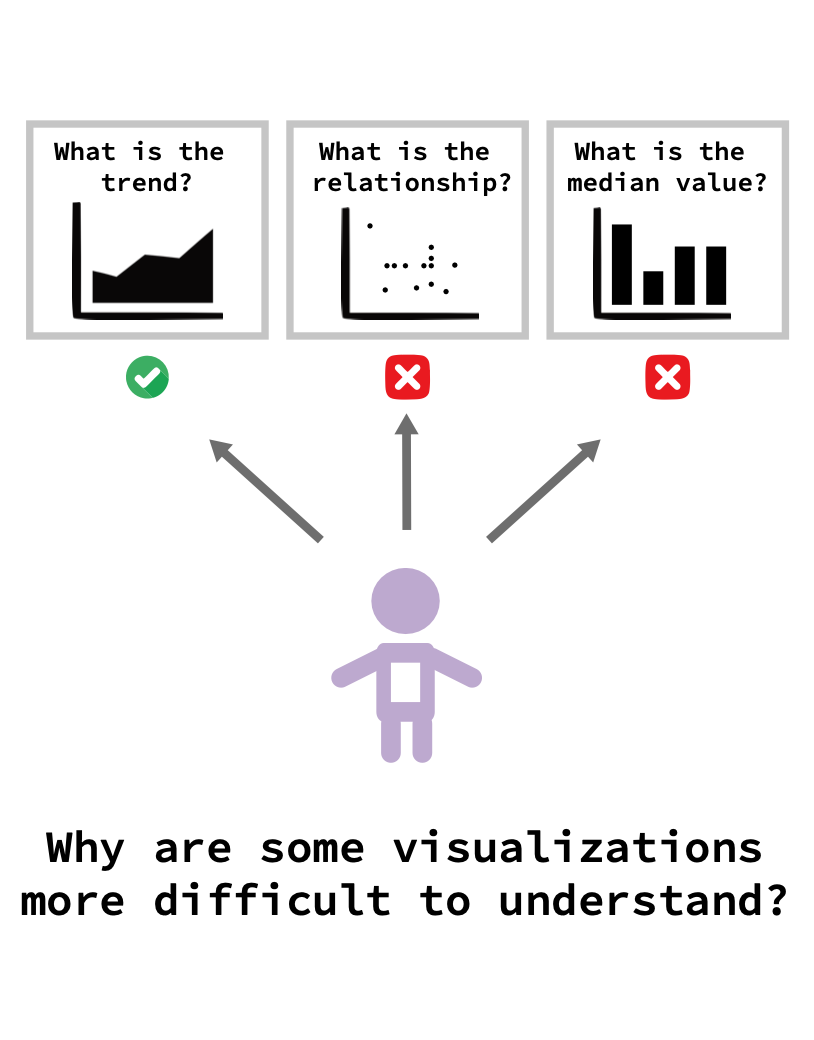 What is the
trend?
What is the
relationship?
What is the
median value?
Why are some visualizations
more difficult to understand?